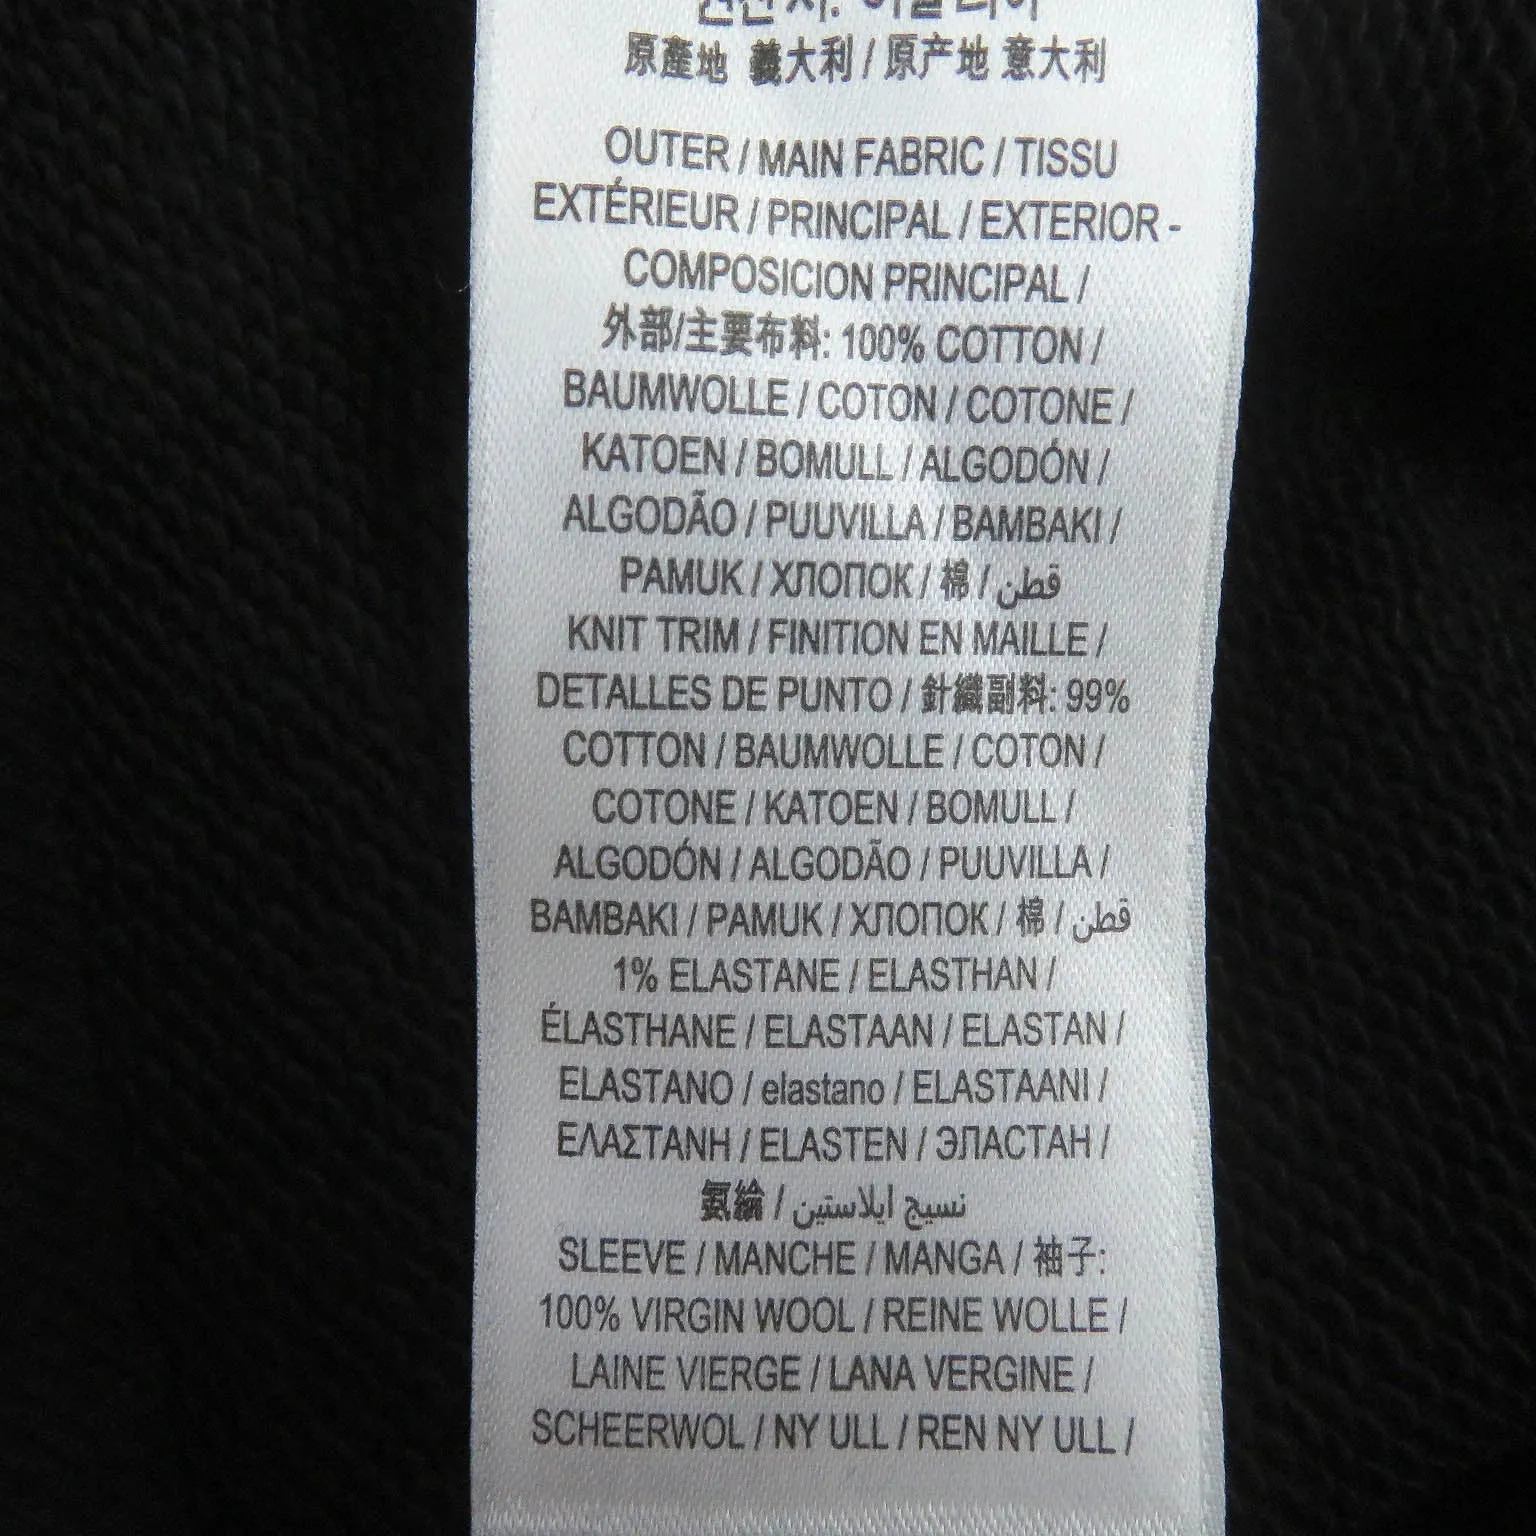 原産地 義大利 / 原产地 意大利
OUTER / MAIN FABRIC / TISSU
EXTÉRIEUR / PRINCIPAL / EXTERIOR -
COMPOSICION PRINCIPAL /
外部/主要布料: 100% COTTON /
BAUMWOLLE / COTON / COTONE /
KATOEN / BOMULL / ALGODÓN /
ALGODÃO / PUUVILLA / BAMBAKI /
PAMUK / ХЛОПОК / 棉 / قطن
KNIT TRIM / FINITION EN MAILLE /
DETALLES DE PUNTO / 針織副料: 99%
COTTON / BAUMWOLLE / COTON /
COTONE / KATOEN / BOMULL /
ALGODÓN / ALGODÃO / PUUVILLA /
BAMBAKI / PAMUK / ХЛОПОК / 棉 / قطن
1% ELASTANE / ELASTHAN /
ÉLASTHANE / ELASTAAN / ELASTAN /
ELASTANO / elastano / ELASTAANI /
ΕΛΑΣΤΑΝΗ / ELASTEN / ЭЛАСТАН /
氨綸 / نسيج ايلاستين
SLEEVE / MANCHE / MANGA / 袖子:
100% VIRGIN WOOL / REINE WOLLE /
LAINE VIERGE / LANA VERGINE /
SCHEERWOL / NY ULL / REN NY ULL /